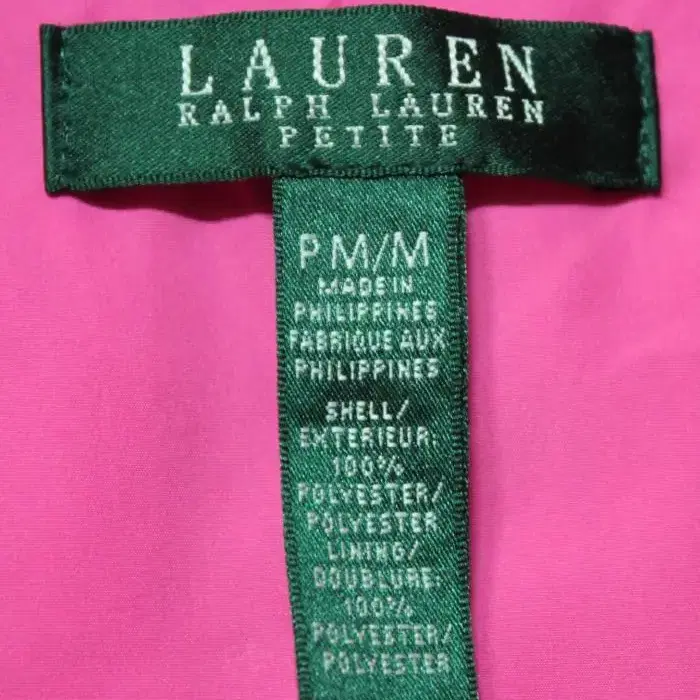 LAUREN
RALPH LAUREN
PETITE
P M/M
MADE IN
PHILIPPINES
FABRIQUE AUX
PHILIPPINES
SHELL/
EXTERIEUR:
100%
POLYESTER/
POLYESTER
LINING/
DOUBLURE:
100%
POLYESTER/
POLYESTER